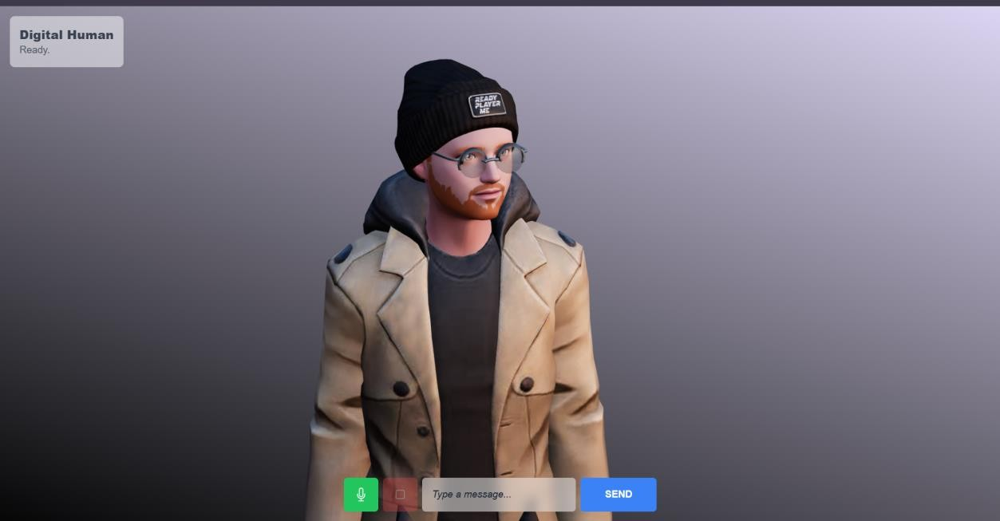 Digital Human
Ready.
READY
PLAYER
ME
Type a message...
SEND